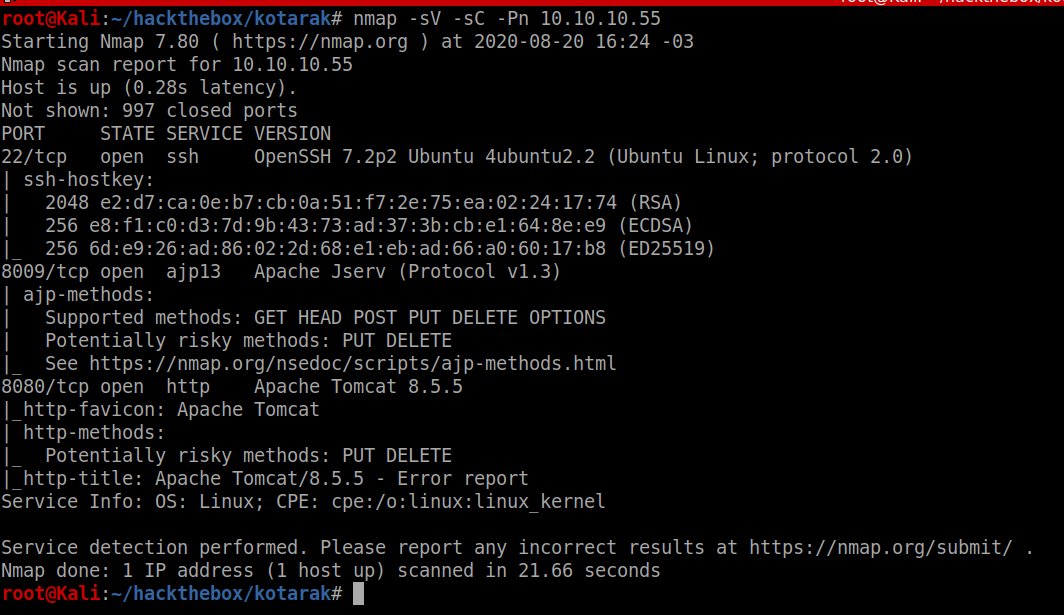 root@Kali:~/hackthebox/kotarak# nmap -sV -sC -Pn 10.10.10.55
Starting Nmap 7.80 ( https://nmap.org ) at 2020-08-20 16:24 -03
Nmap scan report for 10.10.10.55
Host is up (0.28s latency).
Not shown: 997 closed ports
PORT     STATE SERVICE VERSION
22/tcp   open  ssh     OpenSSH 7.2p2 Ubuntu 4ubuntu2.2 (Ubuntu Linux; protocol 2.0)
| ssh-hostkey:
|   2048 e2:d7:ca:0e:b7:cb:0a:51:f7:2e:75:ea:02:24:17:74 (RSA)
|   256 e8:f1:c0:d3:7d:9b:43:73:ad:37:3b:cb:e1:64:8e:e9 (ECDSA)
|_  256 6d:e9:26:ad:86:02:2d:68:e1:eb:ad:66:a0:60:17:b8 (ED25519)
8009/tcp open  ajp13   Apache Jserv (Protocol v1.3)
| ajp-methods:
|   Supported methods: GET HEAD POST PUT DELETE OPTIONS
|   Potentially risky methods: PUT DELETE
|_  See https://nmap.org/nsedoc/scripts/ajp-methods.html
8080/tcp open  http    Apache Tomcat 8.5.5
|_http-favicon: Apache Tomcat
| http-methods:
|_  Potentially risky methods: PUT DELETE
|_http-title: Apache Tomcat/8.5.5 - Error report
Service Info: OS: Linux; CPE: cpe:/o:linux:linux_kernel
Service detection performed. Please report any incorrect results at https://nmap.org/submit/ .
Nmap done: 1 IP address (1 host up) scanned in 21.66 seconds
root@Kali:~/hackthebox/kotarak#